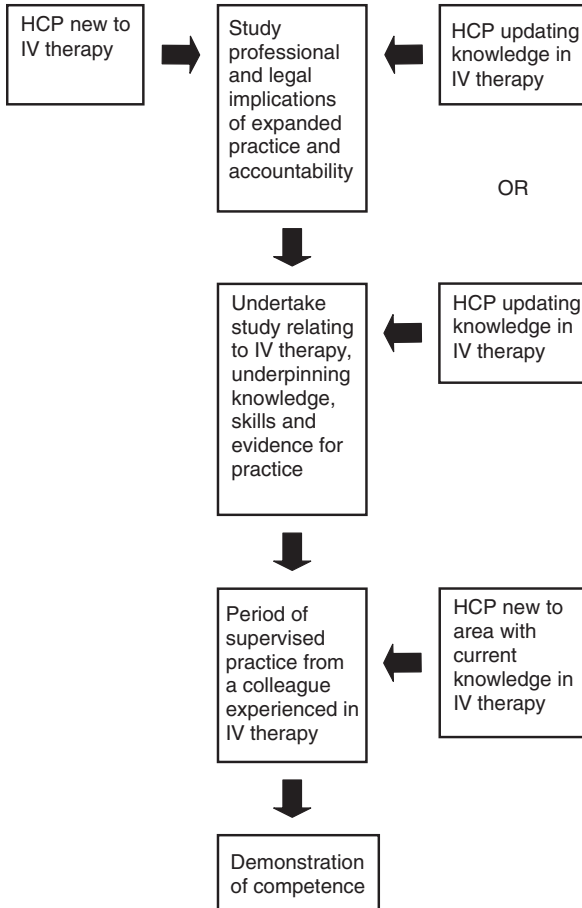 HCP new to
IV therapy
Study
professional
and legal
implications
of expanded
practice and
accountability
HCP updating
knowledge in
IV therapy
OR
Undertake
study relating
to IV therapy,
underpinning
knowledge,
skills and
evidence for
practice
HCP updating
knowledge in
IV therapy
Period of
supervised
practice from
a colleague
experienced in
IV therapy
HCP new to
area with
current
knowledge in
IV therapy
Demonstration
of competence